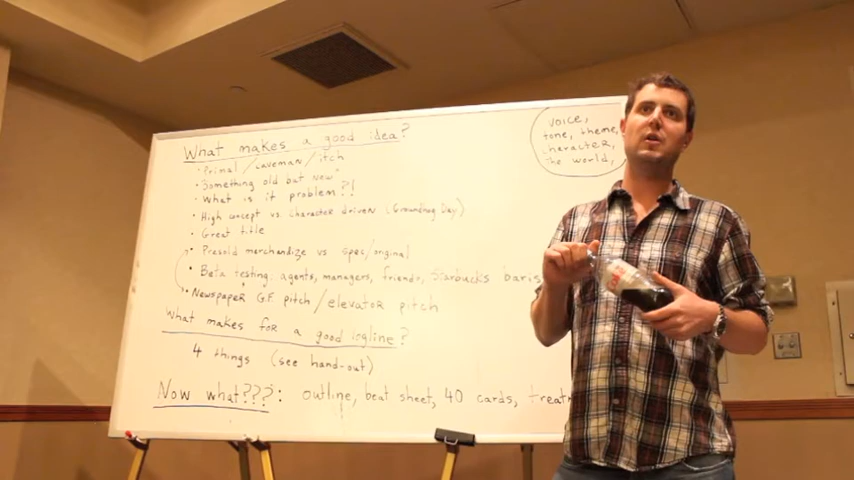 What makes a good idea?
• Primal / caveman / itch
• Something old but new
• What is it problem?!
• High concept vs. character driven (Groundhog Day)
• Great title
• Presold merchandize vs spec/original
• Beta testing. agents, managers, friends, Starbucks baris
• Newspaper GF pitch / elevator pitch
What makes for a good logline?
4 things (see hand-out)
Now what???: outline, beat sheet, 40 cards, treatm
voice,
tone, theme,
character,
the world,